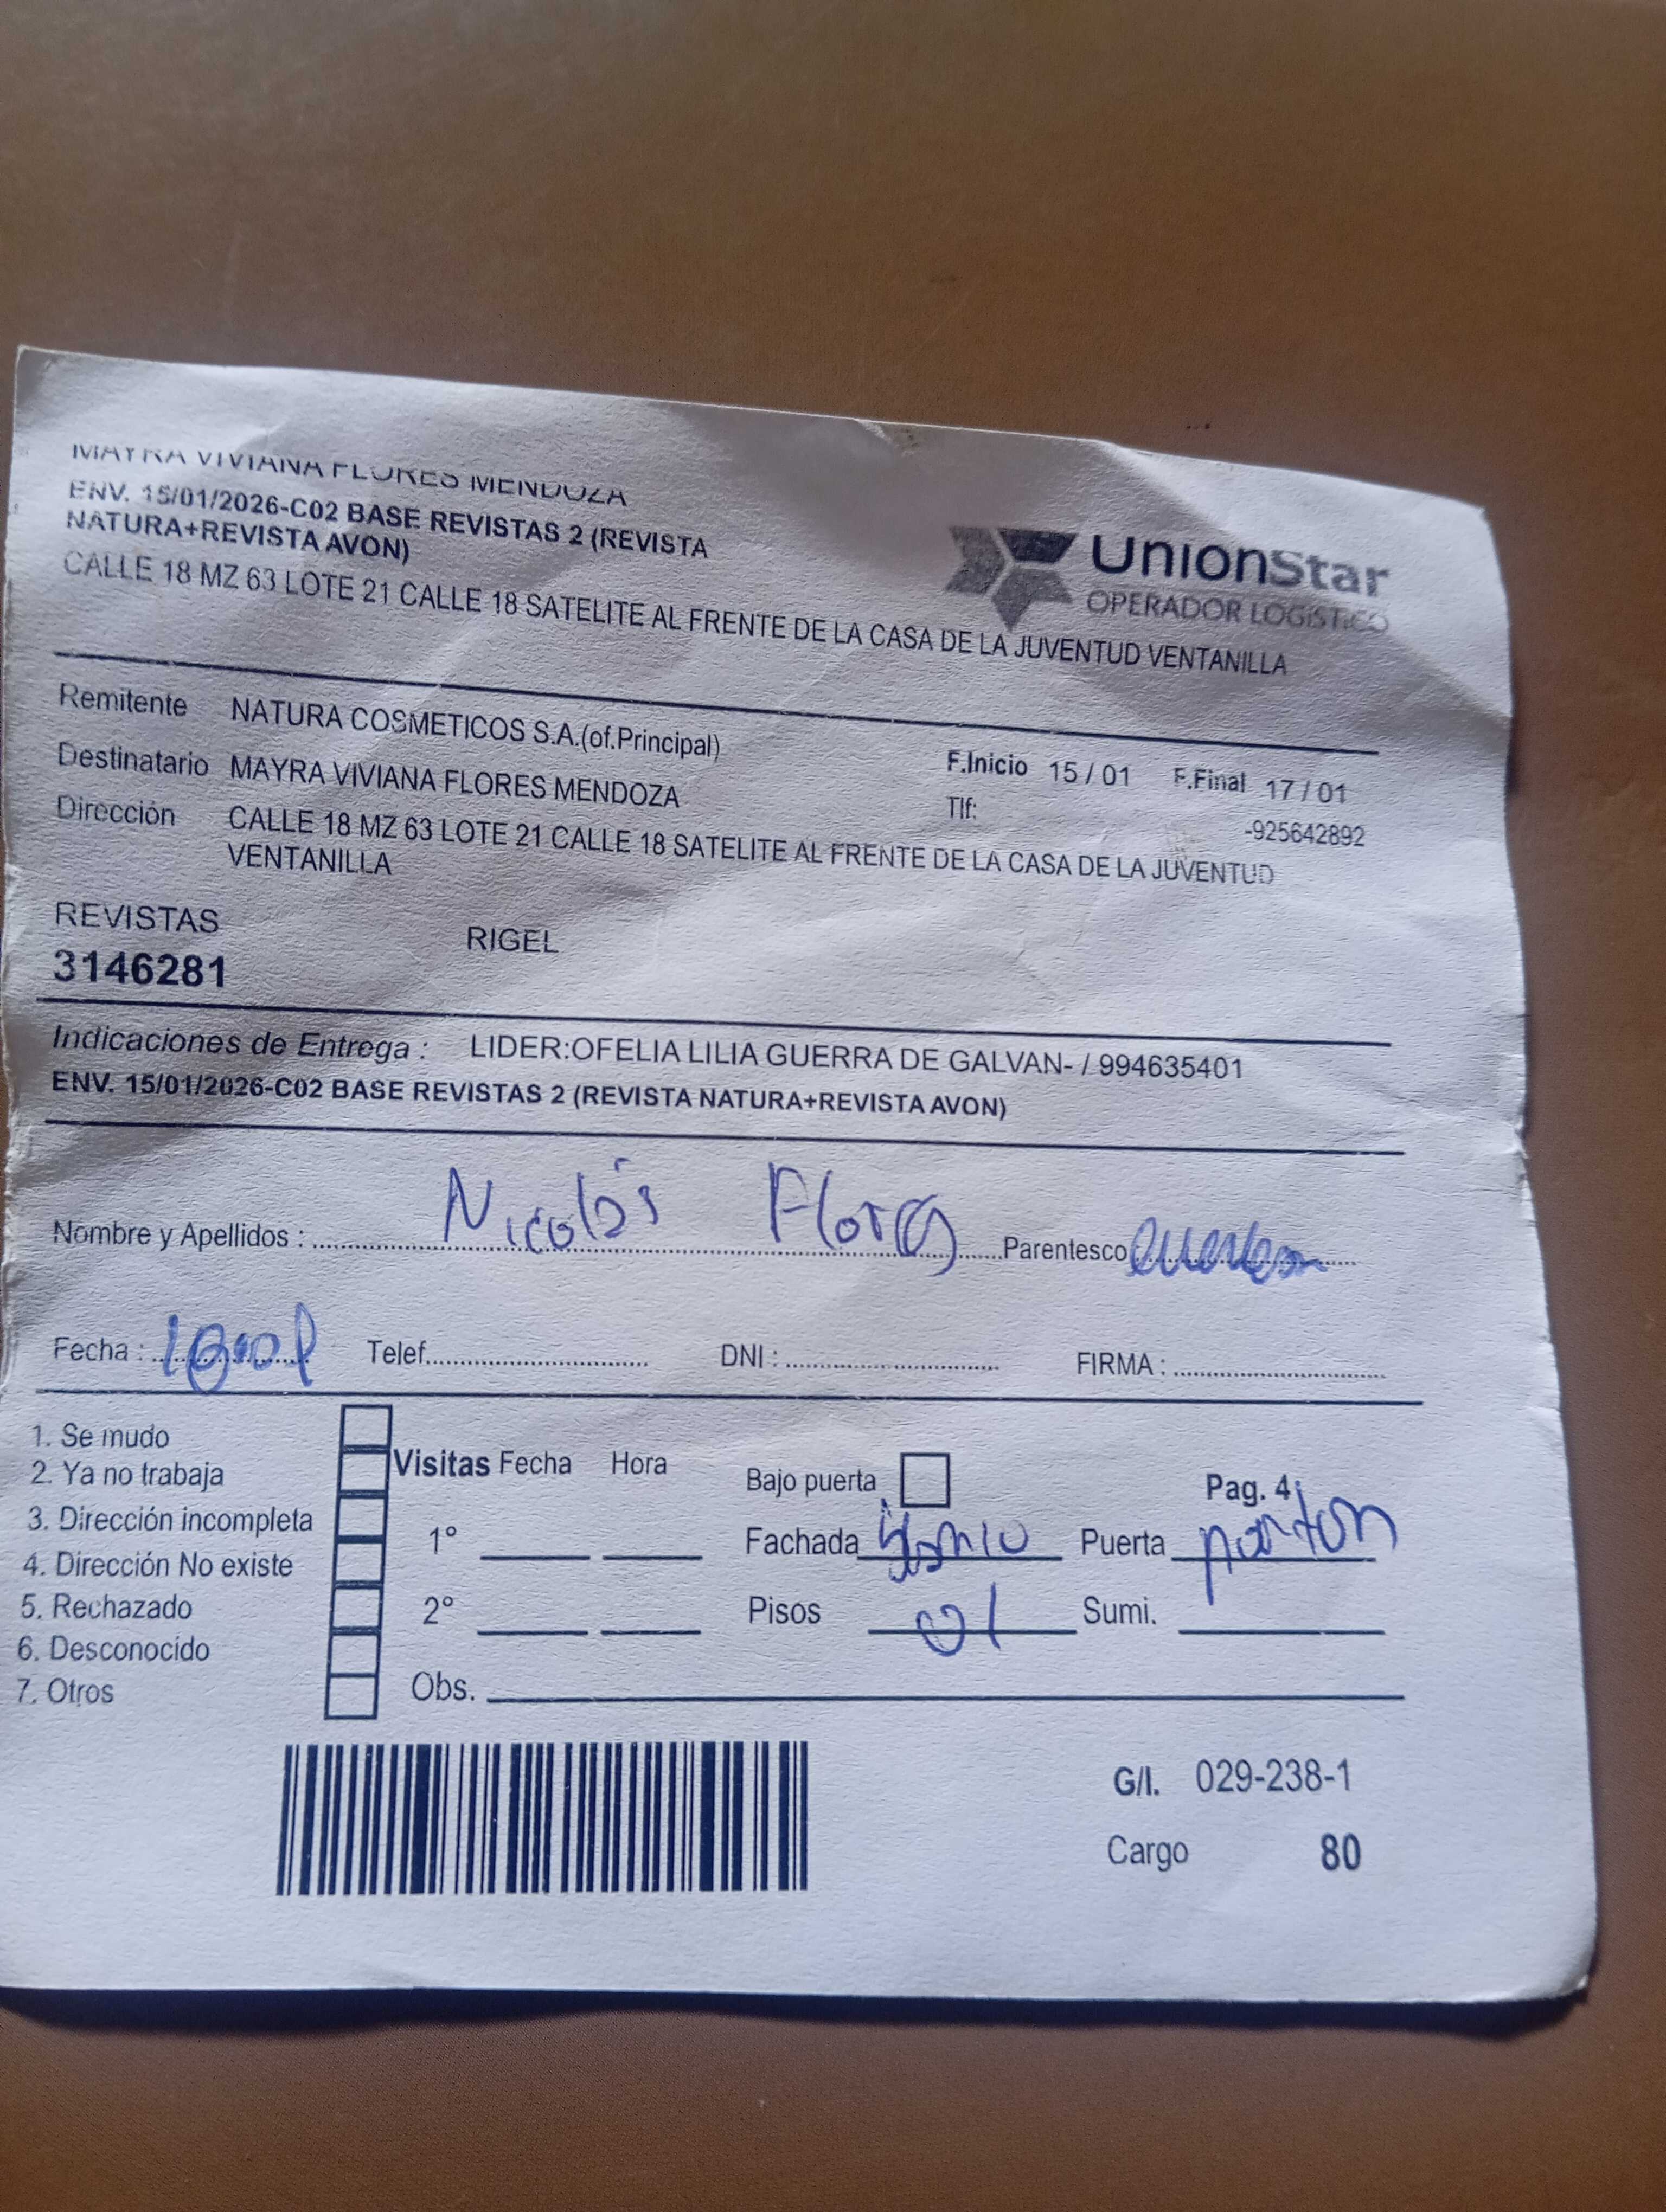 MAYRA VIVIANA FLORES MENDOZA
ENV. 15/01/2026-C02 BASE REVISTAS 2 (REVISTA
NATURA+REVISTA AVON)
UnionStar
OPERADOR LOGÍSTICO
CALLE 18 MZ 63 LOTE 21 CALLE 18 SATELITE AL FRENTE DE LA CASA DE LA JUVENTUD VENTANILLA
Remitente NATURA COSMETICOS S.A.(of.Principal)
F.Inicio 15 / 01 F.Final 17 / 01
Destinatario MAYRA VIVIANA FLORES MENDOZA
Tlf: -925642892
Dirección CALLE 18 MZ 63 LOTE 21 CALLE 18 SATELITE AL FRENTE DE LA CASA DE LA JUVENTUD
VENTANILLA
REVISTAS RIGEL
3146281
Indicaciones de Entrega : LIDER:OFELIA LILIA GUERRA DE GALVAN- / 994635401
ENV. 15/01/2026-C02 BASE REVISTAS 2 (REVISTA NATURA+REVISTA AVON)
Nombre y Apellidos : Nicolás Flores Parentesco
Fecha : Telef. DNI : FIRMA :
1. Se mudo
2. Ya no trabaja
3. Dirección incompleta
4. Dirección No existe
5. Rechazado
6. Desconocido
7. Otros
Visitas Fecha Hora
1°
2°
Obs.
Bajo puerta
Pag. 4
Fachada
Puerta porton
Pisos 01 Sumi.
G/I. 029-238-1
Cargo 80